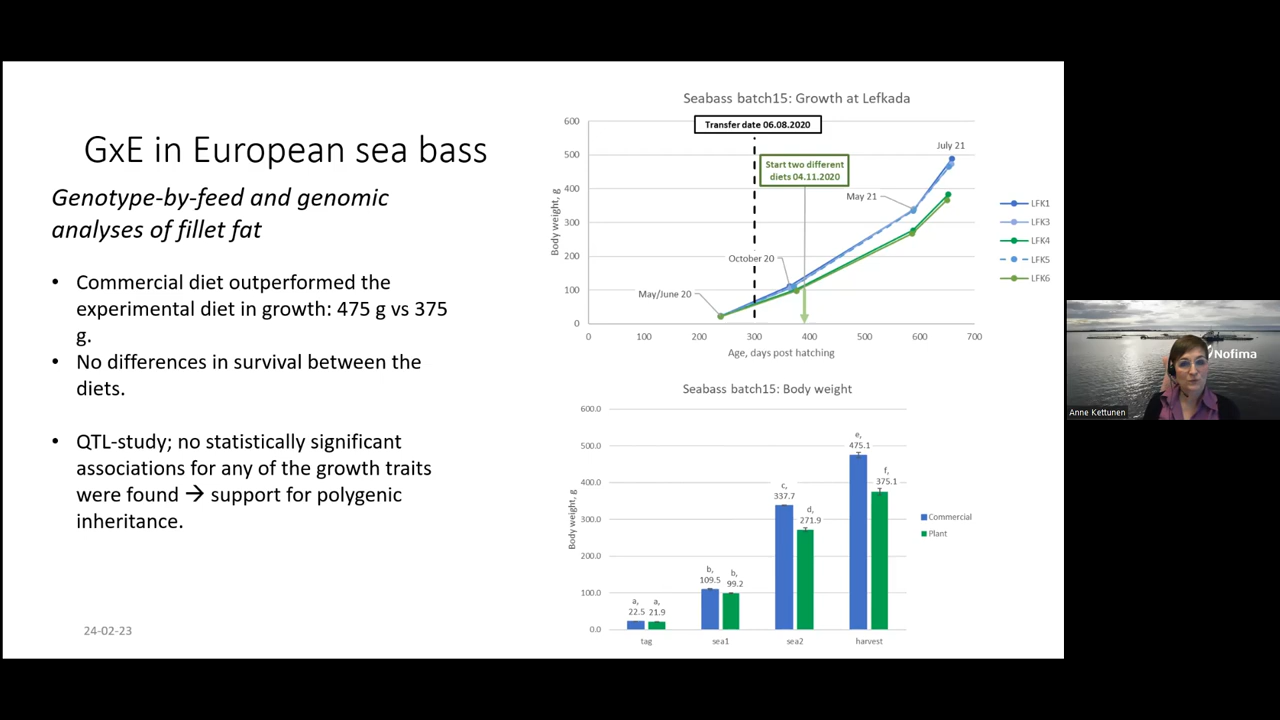 GxE in European sea bass
Genotype-by-feed and genomic
analyses of fillet fat
• Commercial diet outperformed the
experimental diet in growth: 475 g vs 375
g.
• No differences in survival between the
diets.
• QTL-study; no statistically significant
associations for any of the growth traits
were found → support for polygenic
inheritance.
24-02-23
Seabass batch15: Growth at Lefkada
Transfer date 06.08.2020
Start two different
diets 04.11.2020
July 21
May 21
October 20
May/June 20
Body weight, g
600
500
400
300
200
100
0
0 100 200 300 400 500 600 700
Age, days post hatching
LFK1
LFK3
LFK4
LFK5
LFK6
Seabass batch15: Body weight
Body weight, g
600.0
500.0
400.0
300.0
200.0
100.0
0.0
a,
22.5
a,
21.9
b,
109.5
b,
99.2
c,
337.7
d,
271.9
e,
475.1
f,
375.1
tag sea1 sea2 harvest
Commercial
Plant
Nofima
Anne Kettunen